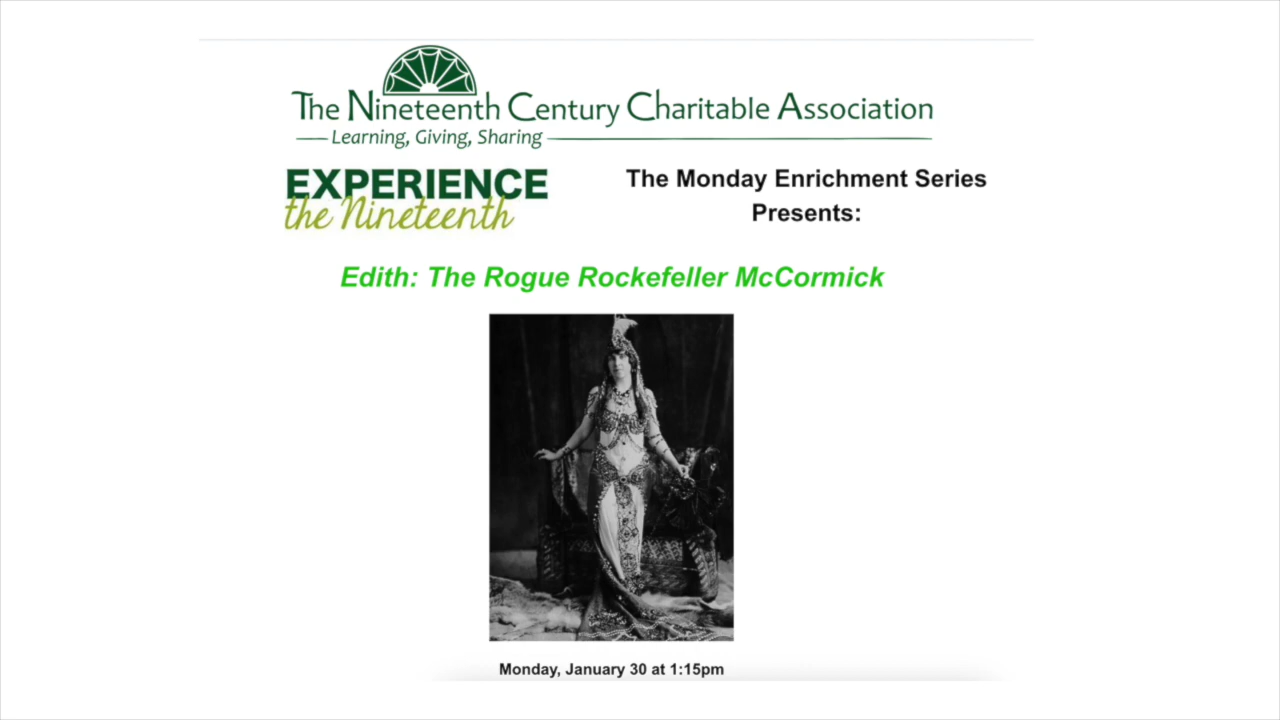 The Nineteenth Century Charitable Association
Learning, Giving, Sharing
EXPERIENCE
the Nineteenth
The Monday Enrichment Series
Presents:
Edith: The Rogue Rockefeller McCormick
Monday, January 30 at 1:15pm